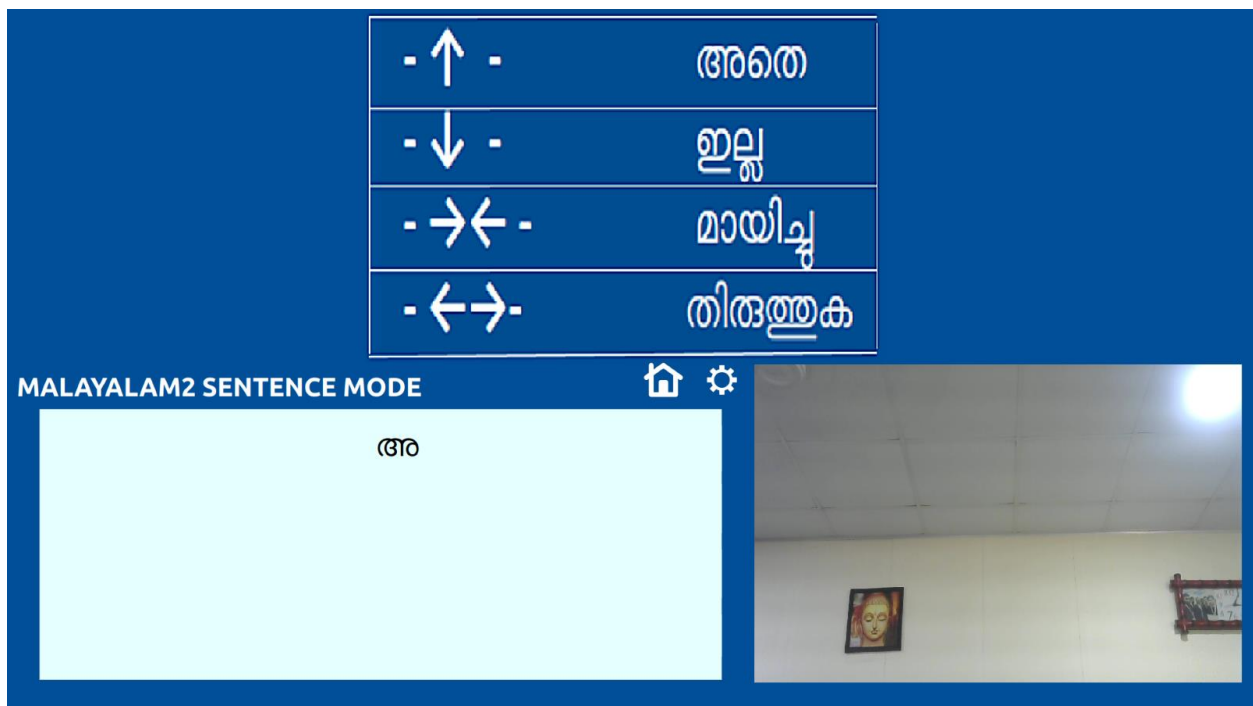 -↑- അതെ
-↓- ഇല്ല
-→←- മായിച്ചു
-←→- തിരുത്തുക
MALAYALAM2 SENTENCE MODE
അ